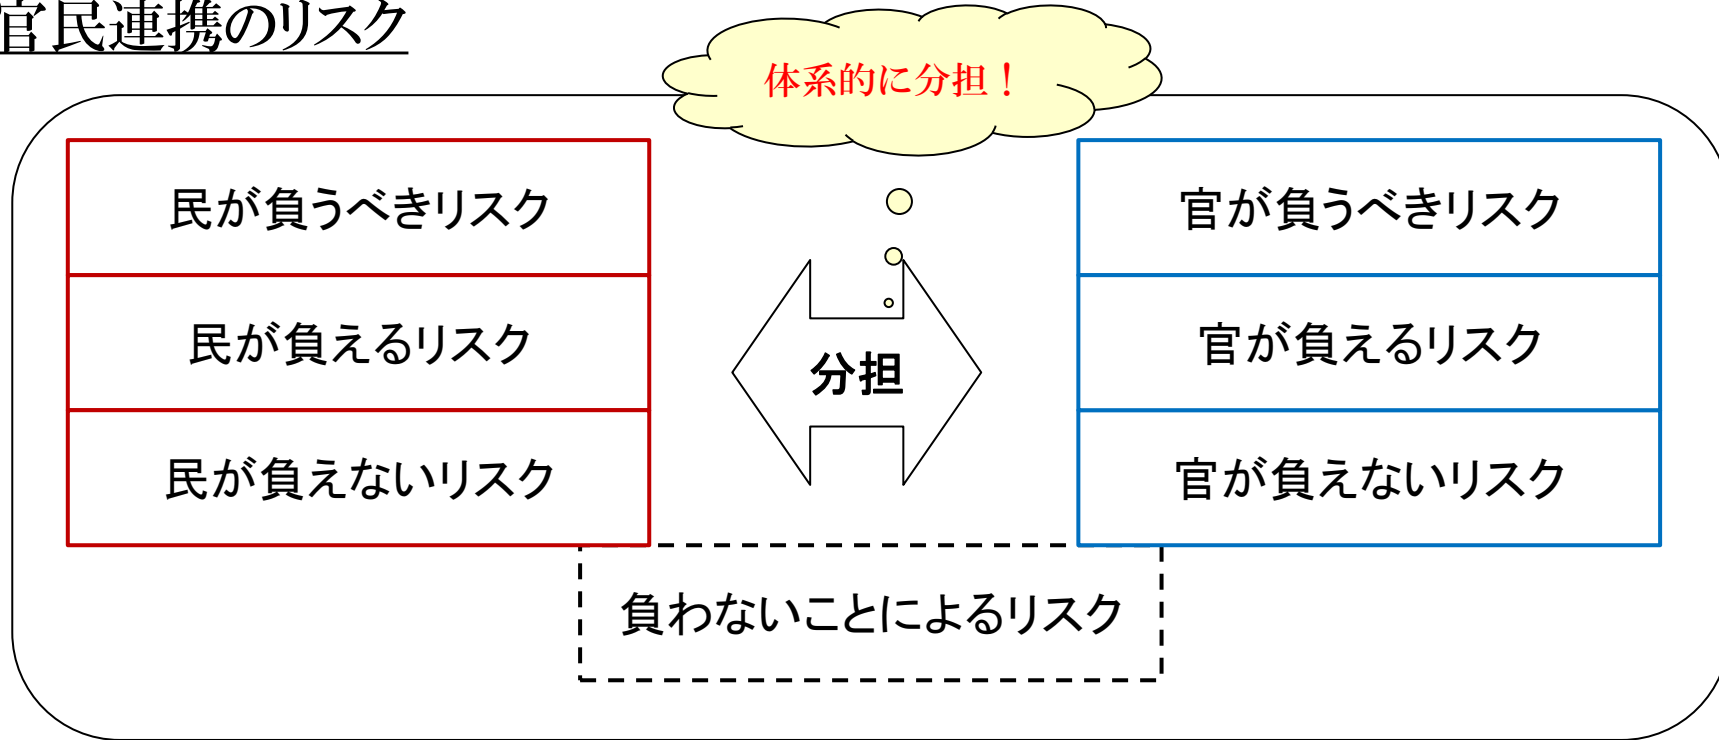 官民連携のリスク
体系的に分担！
民が負うべきリスク
民が負えるリスク
民が負えないリスク
分担
官が負うべきリスク
官が負えるリスク
官が負えないリスク
負わないことによるリスク